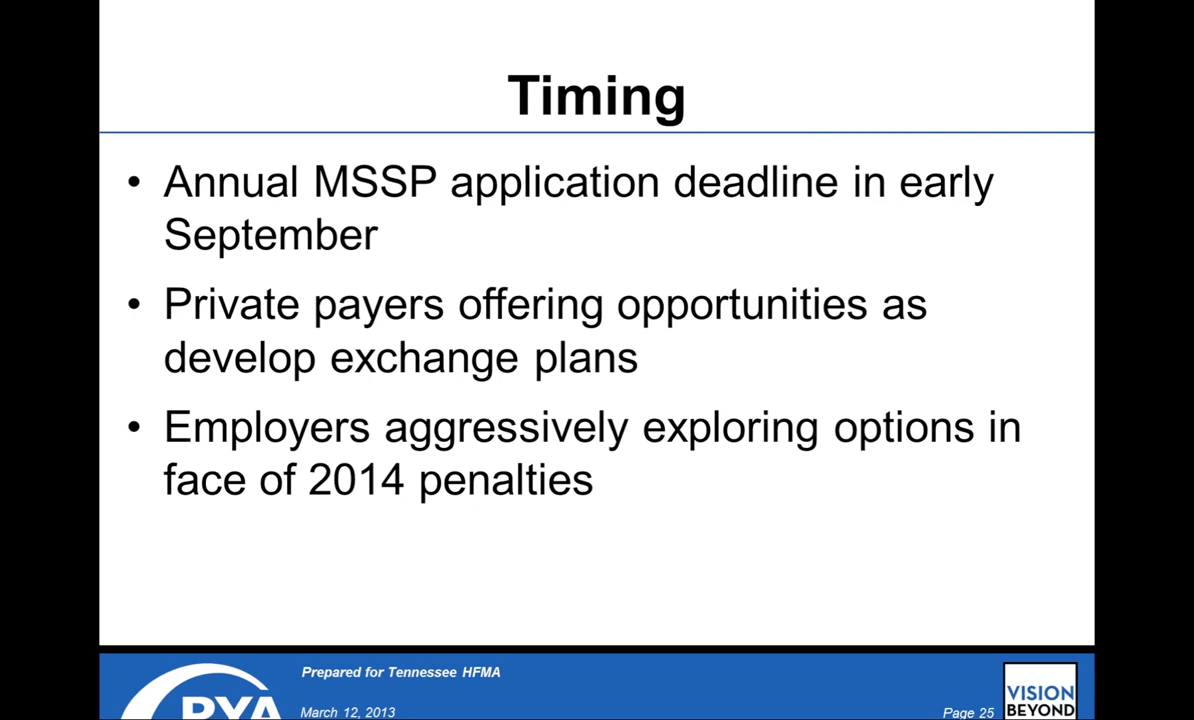 Timing
• Annual MSSP application deadline in early
September
• Private payers offering opportunities as
develop exchange plans
• Employers aggressively exploring options in
face of 2014 penalties
Prepared for Tennessee HFMA
March 12, 2013
PYA
Page 25
VISION
BEYOND